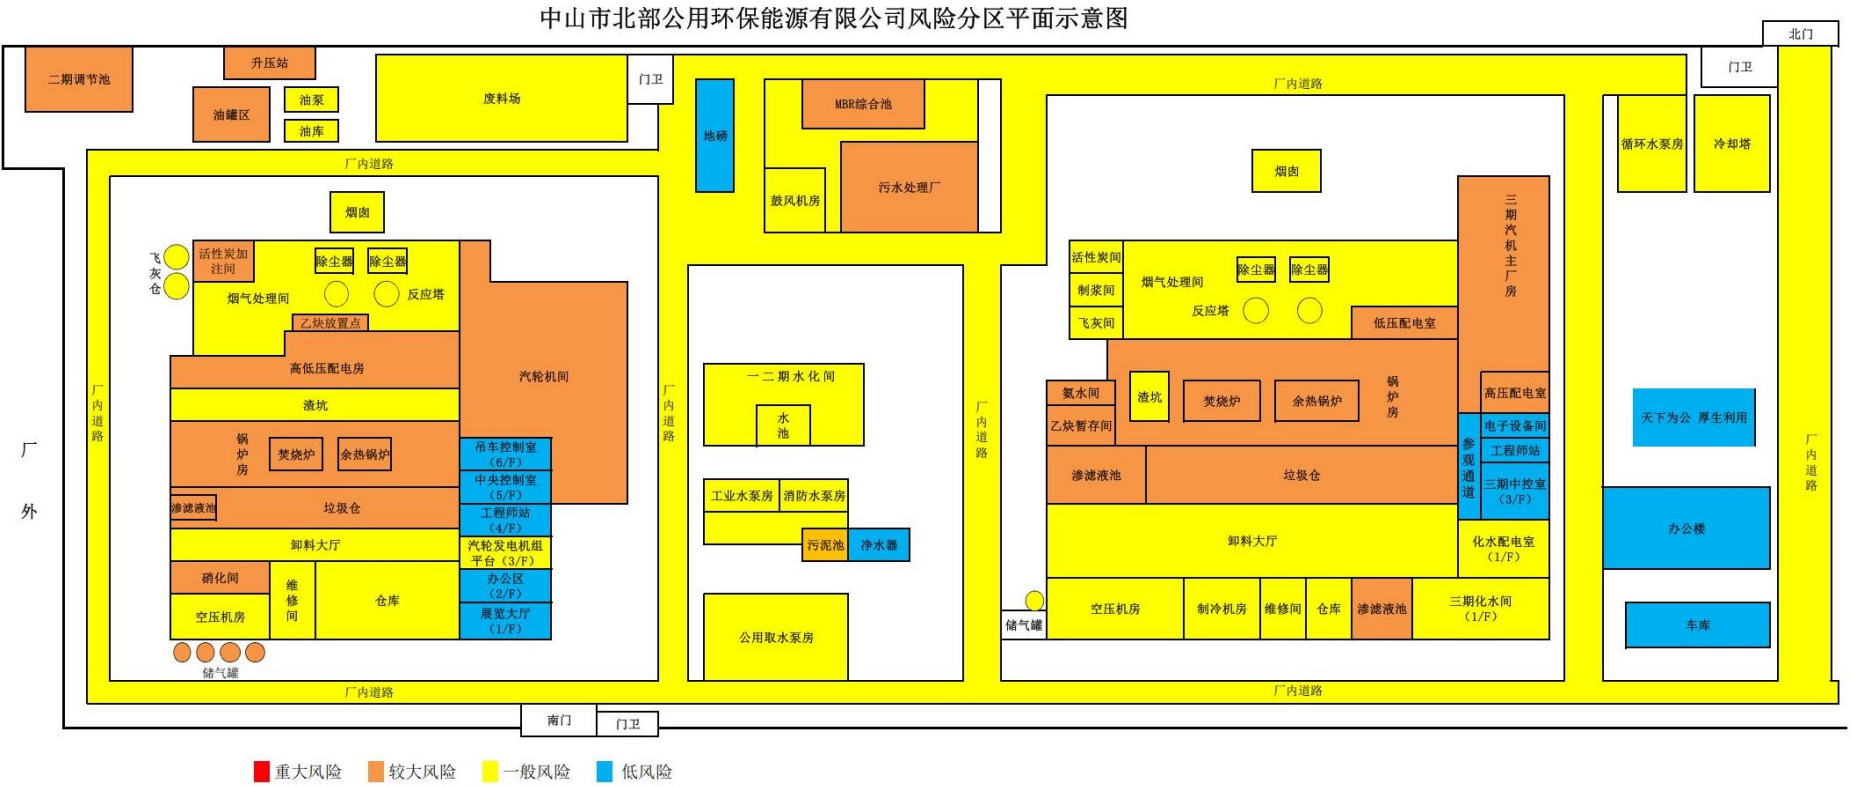 中山市北部公用环保能源有限公司风险分区平面示意图
北门
门卫
二期调节池
升压站
油罐区
油泵
油库
废料场
门卫
地磅
MBR综合池
污水处理厂
鼓风机房
厂内道路
循环水泵房
冷却塔
厂内道路
烟囱
飞灰仓
活性炭加
注间
除尘器
除尘器
烟气处理间
反应塔
乙炔放置点
高低压配电房
汽轮机间
渣坑
锅炉房
焚烧炉
余热锅炉
渗滤液池
垃圾仓
卸料大厅
硝化间
空压机房
维修间
仓库
吊车控制室
（6/F）
中央控制室
（5/F）
工程师站
（4/F）
汽轮发电机组
平台（3/F）
办公区
（2/F）
展览大厅
（1/F）
储气罐
厂内道路
厂内道路
厂内道路
厂外
一二期水化间
水池
工业水泵房
消防水泵房
污泥池
净水器
公用取水泵房
厂内道路
烟囱
活性炭间
制浆间
飞灰间
烟气处理间
除尘器
除尘器
反应塔
低压配电室
三期汽机主厂房
氨水间
乙炔暂存间
渣坑
焚烧炉
余热锅炉
锅炉房
高压配电室
电子设备间
工程师站
三期中控室
（3/F）
参观通道
渗滤液池
垃圾仓
卸料大厅
化水配电室
（1/F）
储气罐
空压机房
制冷机房
维修间
仓库
渗滤液池
三期化水间
（1/F）
厂内道路
天下为公 厚生利用
办公楼
车库
厂内道路
南门
门卫
重大风险
较大风险
一般风险
低风险